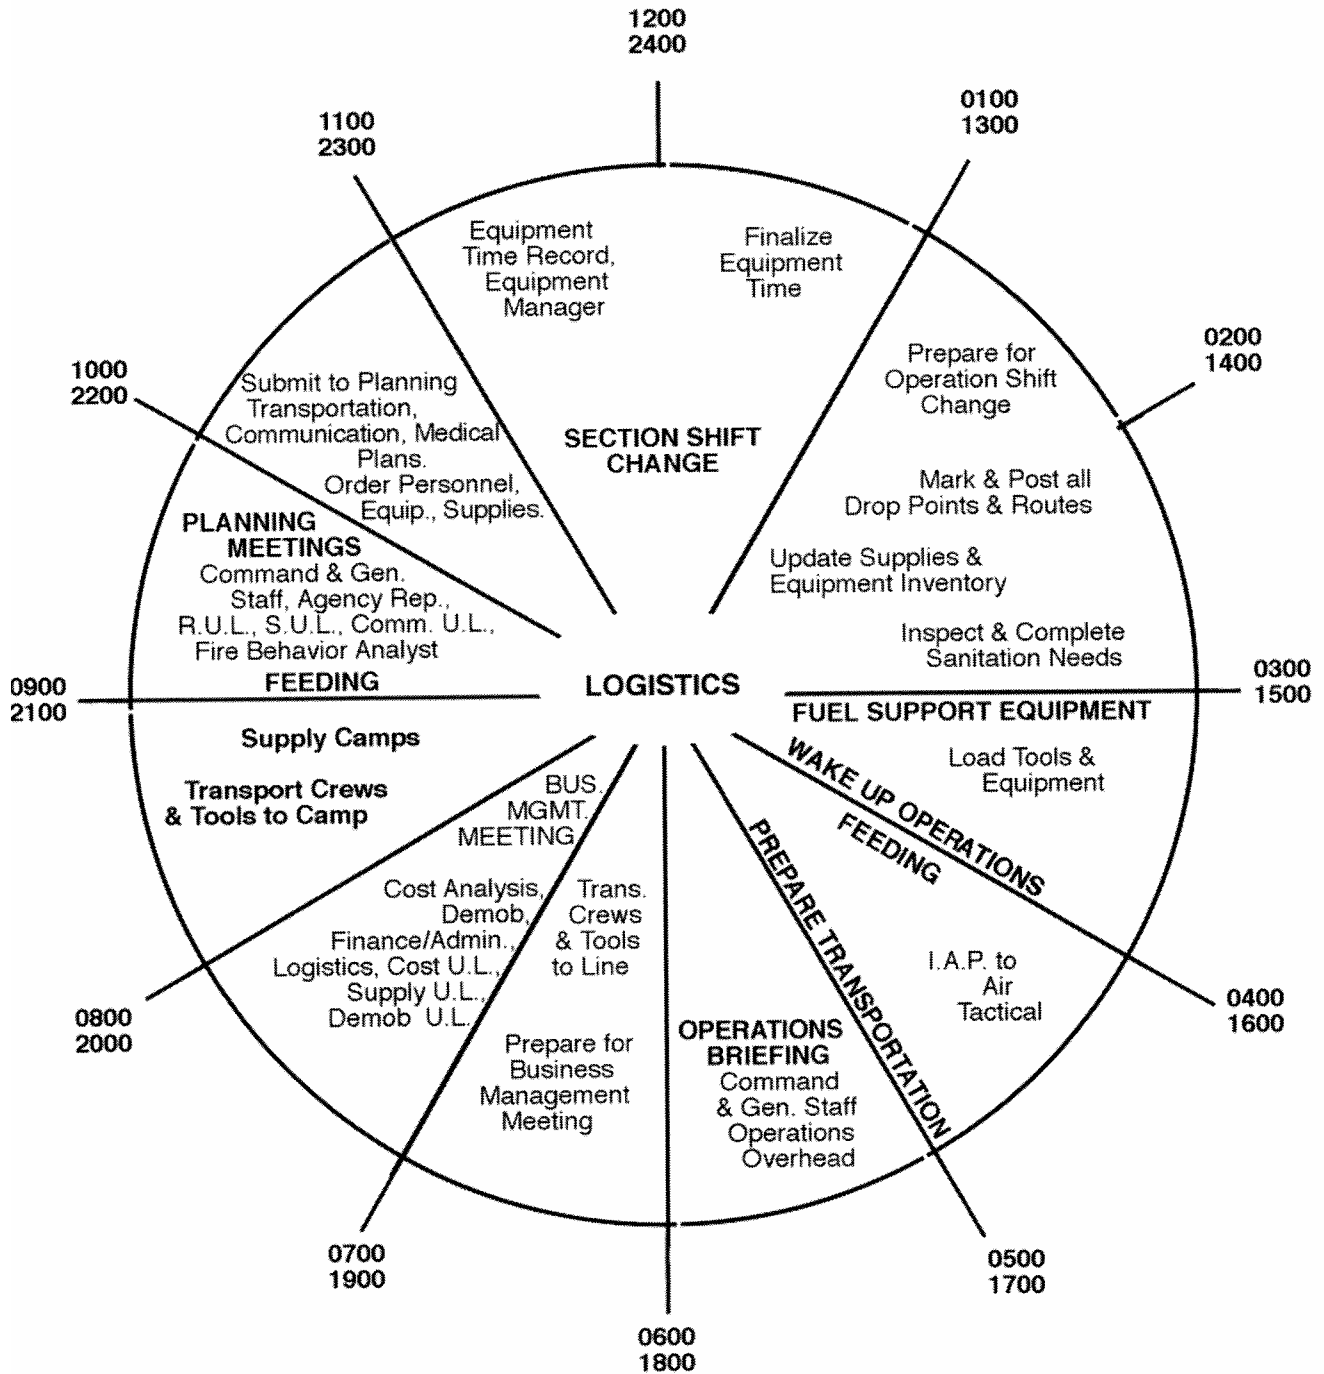 1200
2400
0100
1300
1100
2300
Equipment
Time Record,
Equipment
Manager
Finalize
Equipment
Time
0200
1400
Prepare for
Operation Shift
Change
1000
2200
Submit to Planning
Transportation,
Communication, Medical
Plans.
Order Personnel,
Equip., Supplies.
SECTION SHIFT
CHANGE
Mark & Post all
Drop Points & Routes
Update Supplies &
Equipment Inventory
Inspect & Complete
Sanitation Needs
PLANNING
MEETINGS
Command & Gen.
Staff, Agency Rep.,
R.U.L., S.U.L., Comm. U.L.,
Fire Behavior Analyst
FEEDING
0900
2100
LOGISTICS
0300
1500
FUEL SUPPORT EQUIPMENT
Load Tools &
Equipment
WAKE UP OPERATIONS
FEEDING
Supply Camps
Transport Crews
& Tools to Camp
BUS.
MGMT.
MEETING
Cost Analysis,
Demob,
Finance/Admin.,
Logistics, Cost U.L.,
Supply U.L.,
Demob U.L.
Trans.
Crews
& Tools
to Line
Prepare for
Business
Management
Meeting
PREPARE TRANSPORTATION
I.A.P. to
Air
Tactical
OPERATIONS
BRIEFING
Command
& Gen. Staff
Operations
Overhead
0400
1600
0800
2000
0700
1900
0500
1700
0600
1800